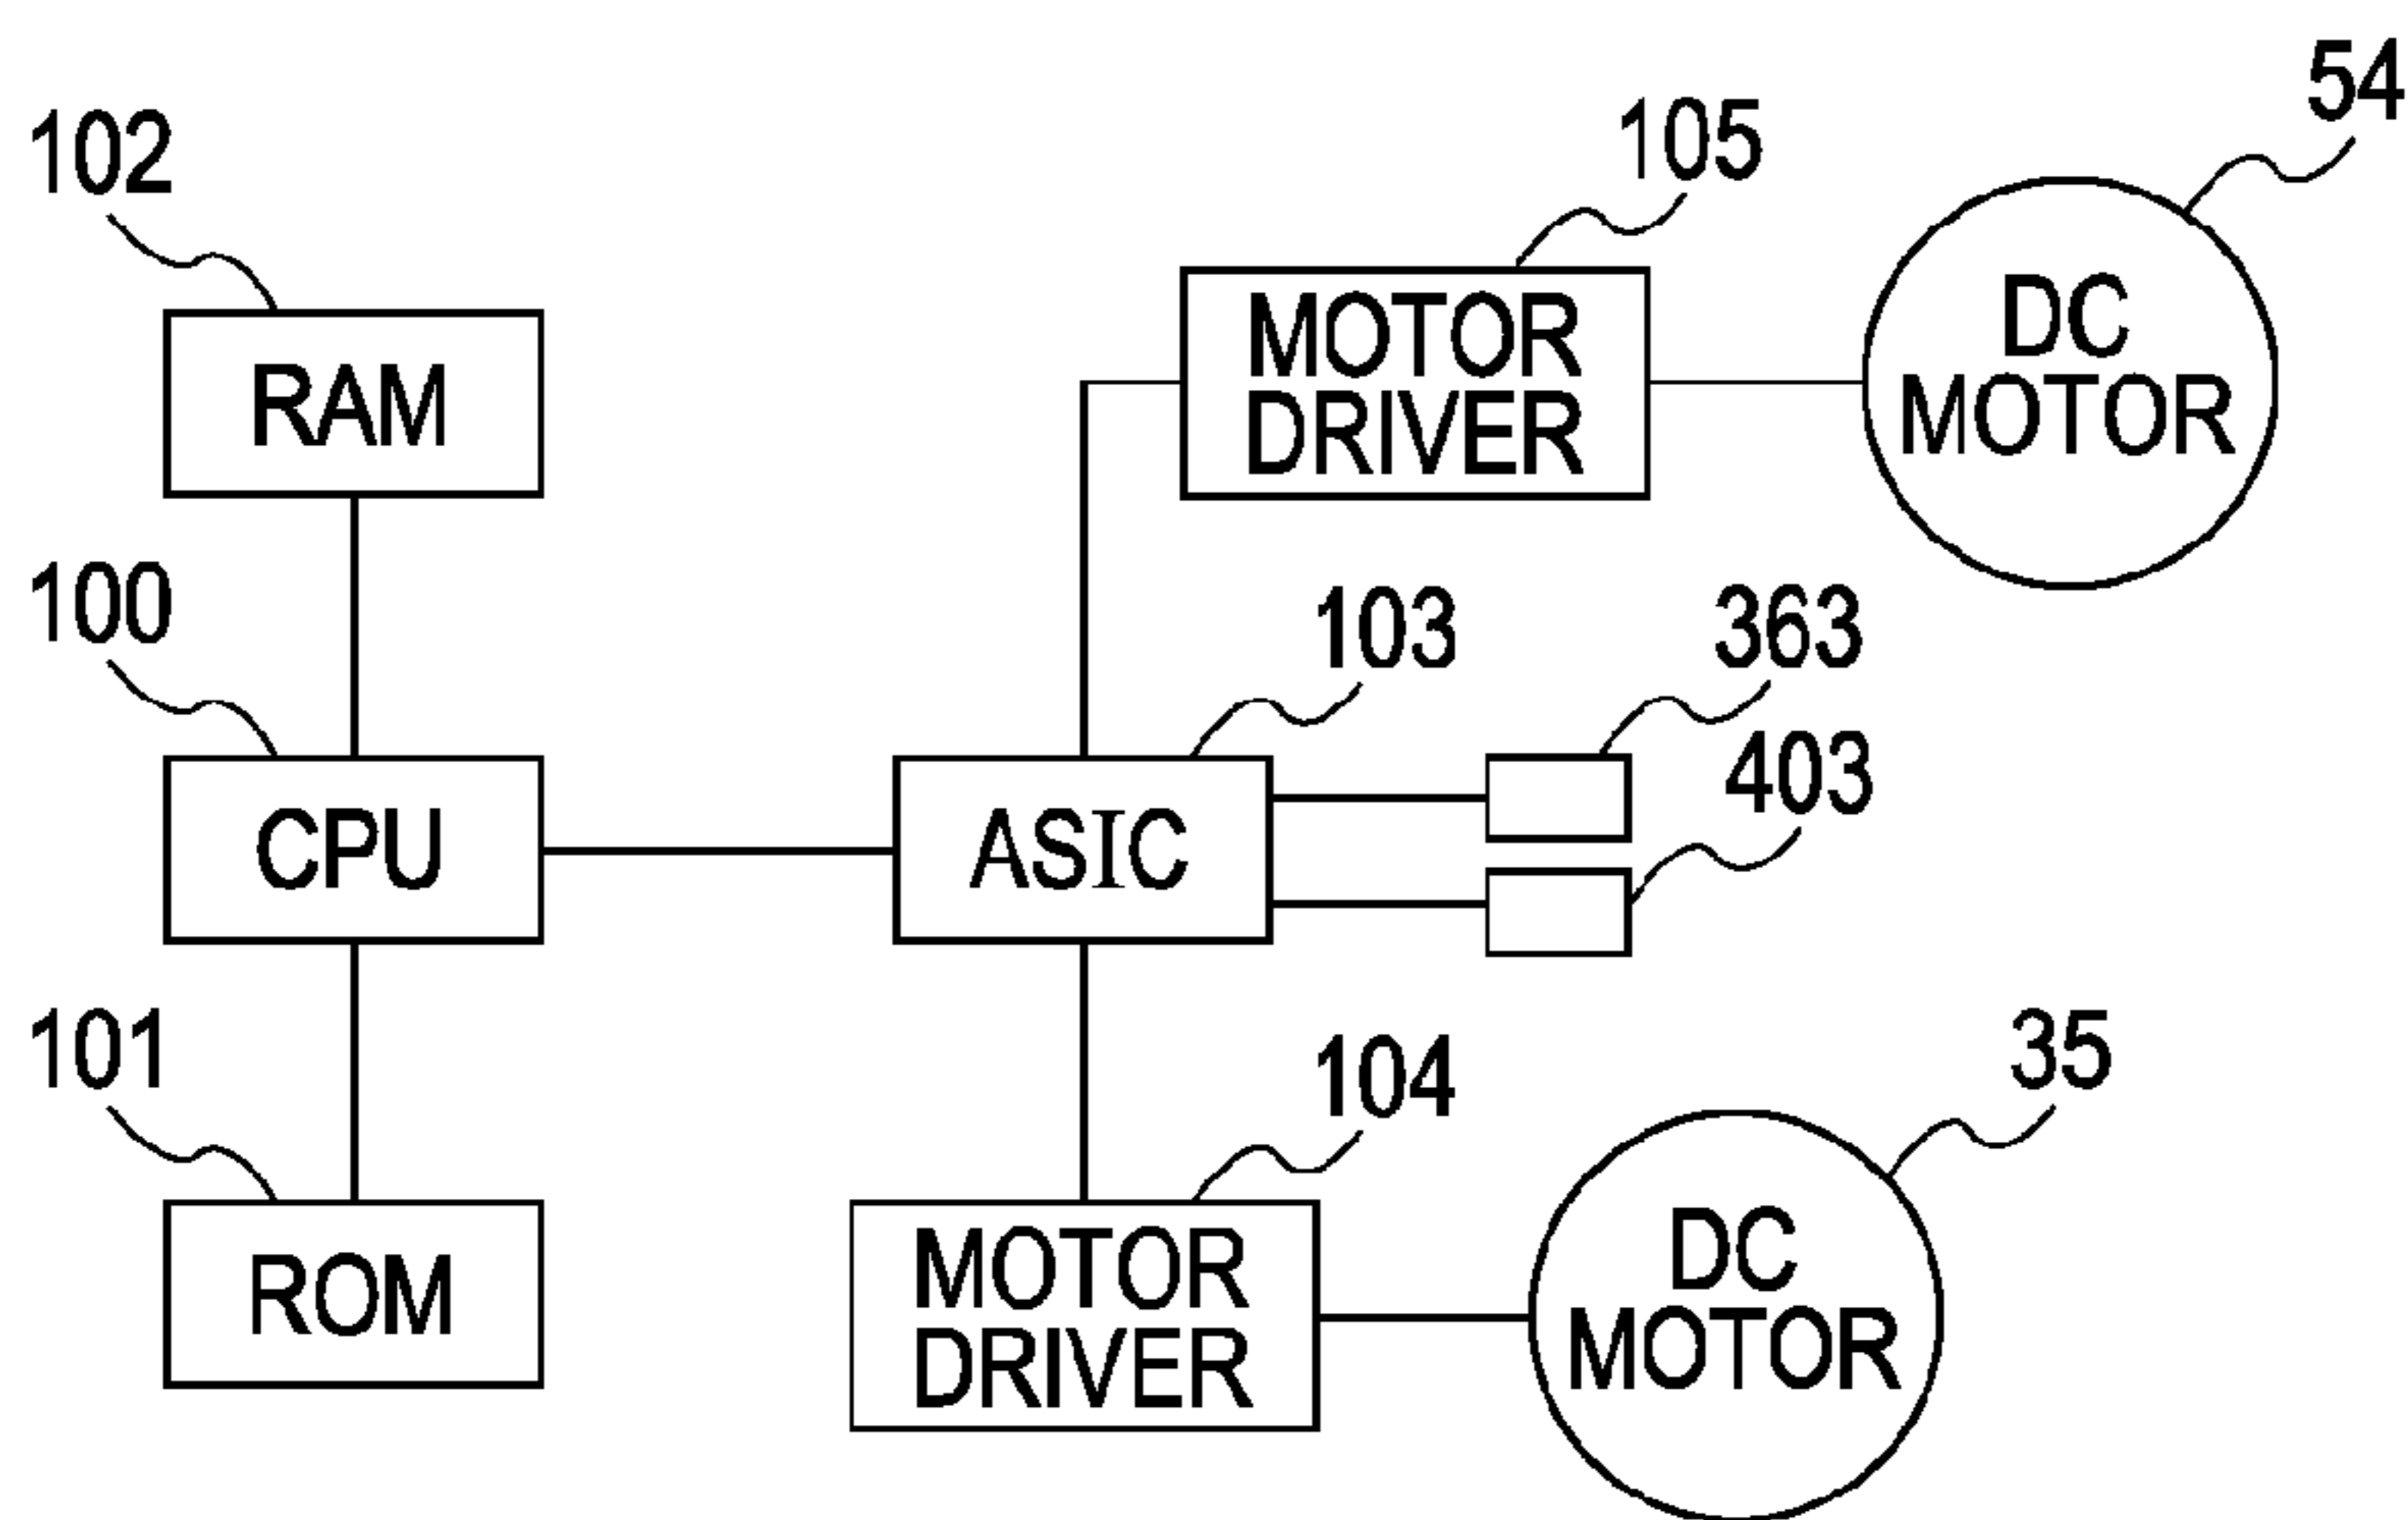 54
105
102
MOTOR
DRIVER
DC
MOTOR
RAM
100
103
363
403
CPU
ASIC
101
104
35
ROM
MOTOR
DRIVER
DC
MOTOR